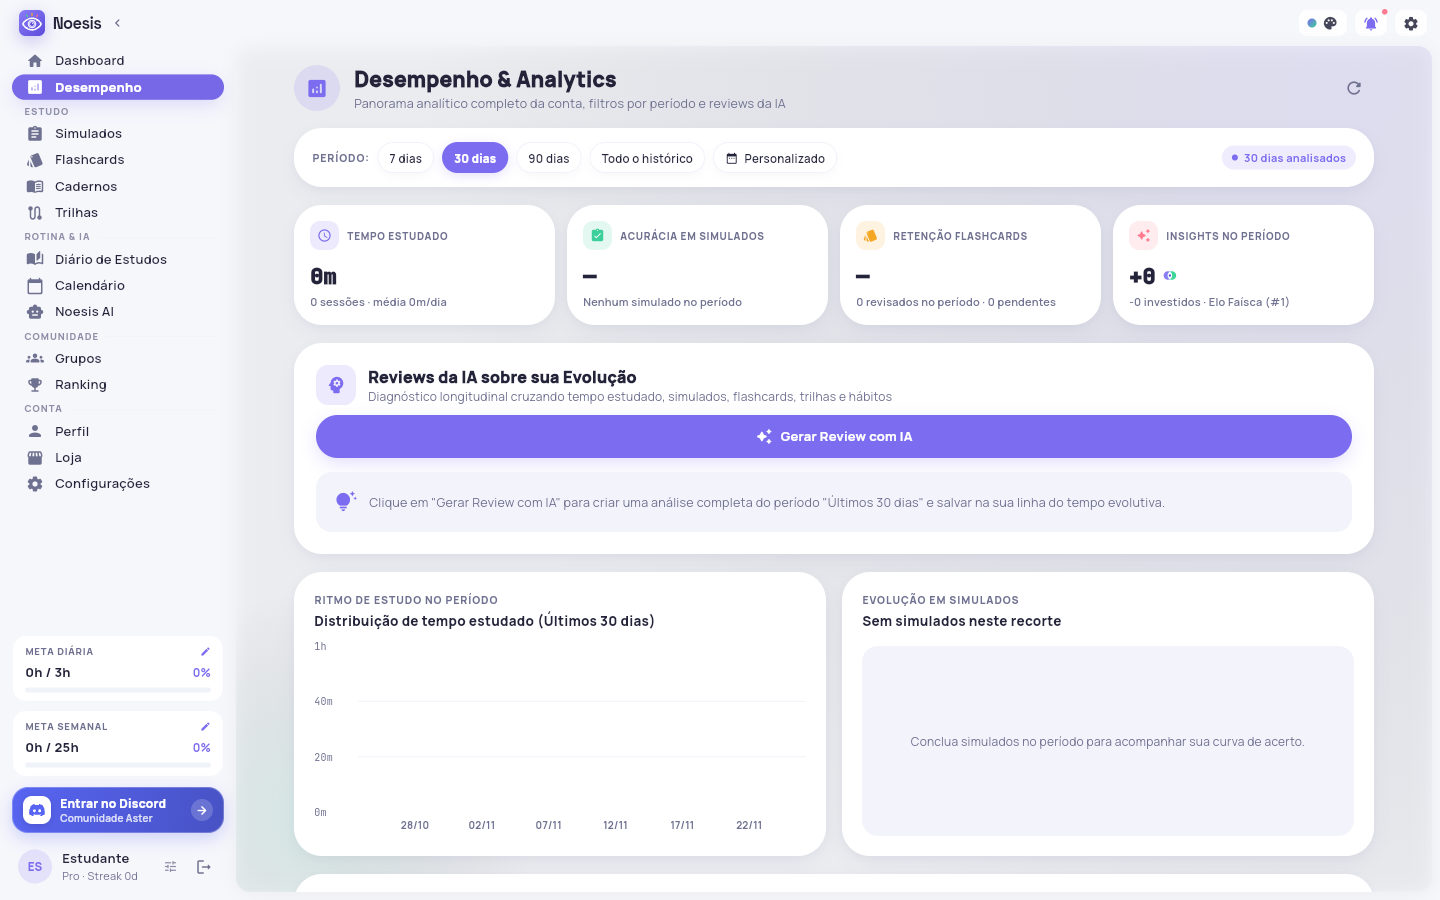 Noesis
Dashboard
Desempenho
ESTUDO
Simulados
Flashcards
Cadernos
Trilhas
ROTINA & IA
Diário de Estudos
Calendário
Noesis AI
COMUNIDADE
Grupos
Ranking
CONTA
Perfil
Loja
Configurações
META DIÁRIA
0h / 3h 0%
META SEMANAL
0h / 25h 0%
Entrar no Discord
Comunidade Aster
ES
Estudante
Pro · Streak 0d
Desempenho & Analytics
Panorama analítico completo da conta, filtros por período e reviews da IA
PERÍODO: 7 dias 30 dias 90 dias Todo o histórico Personalizado 30 dias analisados
TEMPO ESTUDADO
0m
0 sessões · média 0m/dia
ACURÁCIA EM SIMULADOS
—
Nenhum simulado no período
RETENÇÃO FLASHCARDS
—
0 revisados no período · 0 pendentes
INSIGHTS NO PERÍODO
+0
-0 investidos · Elo Faísca (#1)
Reviews da IA sobre sua Evolução
Diagnóstico longitudinal cruzando tempo estudado, simulados, flashcards, trilhas e hábitos
Gerar Review com IA
Clique em "Gerar Review com IA" para criar uma análise completa do período "Últimos 30 dias" e salvar na sua linha do tempo evolutiva.
RITMO DE ESTUDO NO PERÍODO
Distribuição de tempo estudado (Últimos 30 dias)
1h
40m
20m
0m
28/10 02/11 07/11 12/11 17/11 22/11
EVOLUÇÃO EM SIMULADOS
Sem simulados neste recorte
Conclua simulados no período para acompanhar sua curva de acerto.